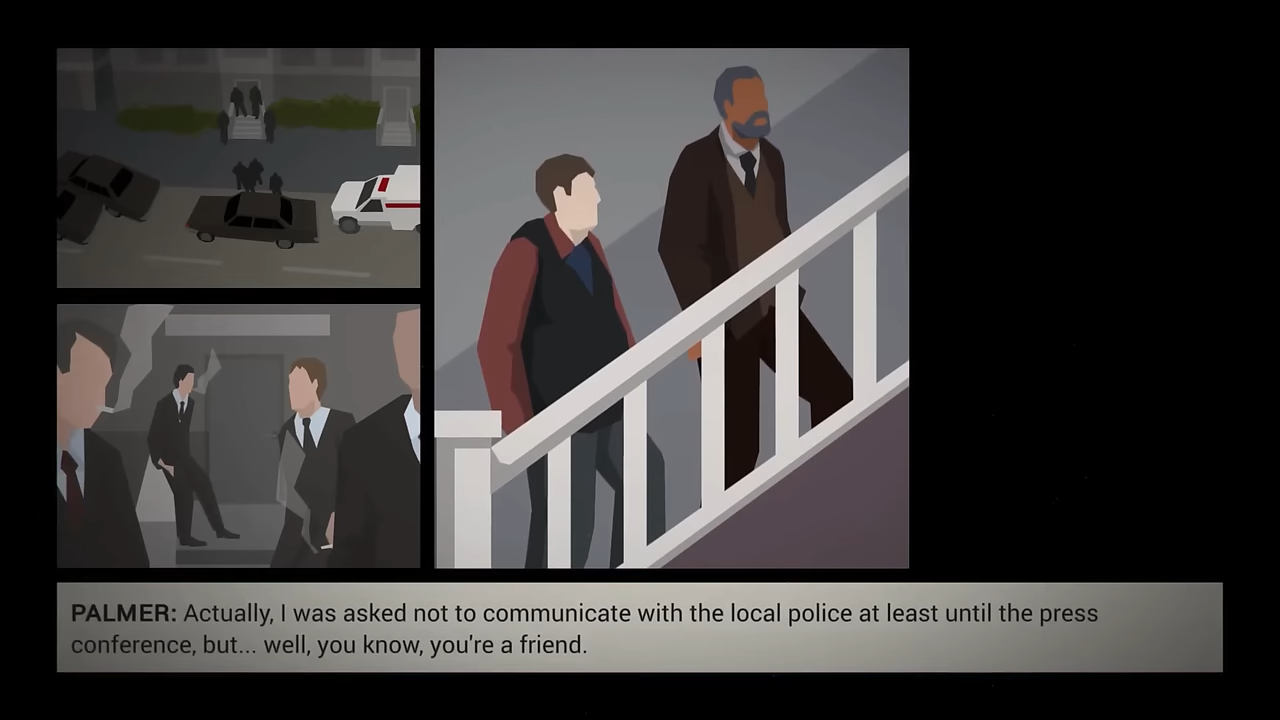 PALMER: Actually, I was asked not to communicate with the local police at least until the press
conference, but... well, you know, you're a friend.